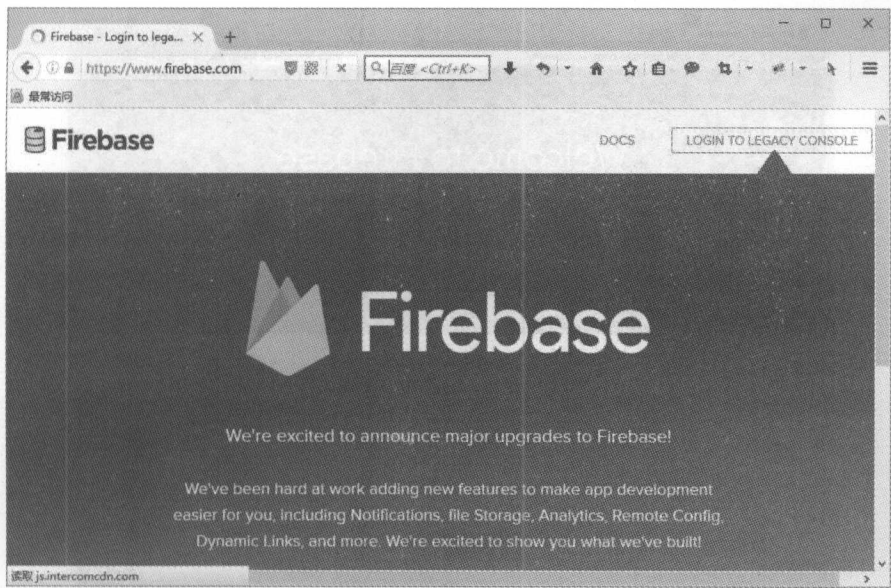 Firebase - Login to lega...
https://www.firebase.com
百度 <Ctrl+K>
最常访问
Firebase
DOCS
LOGIN TO LEGACY CONSOLE
Firebase
We're excited to announce major upgrades to Firebase!
We've been hard at work adding new features to make app development
easier for you, including Notifications, file Storage, Analytics, Remote Config,
Dynamic Links, and more. We're excited to show you what we've built!
读取 js.intercomcdn.com